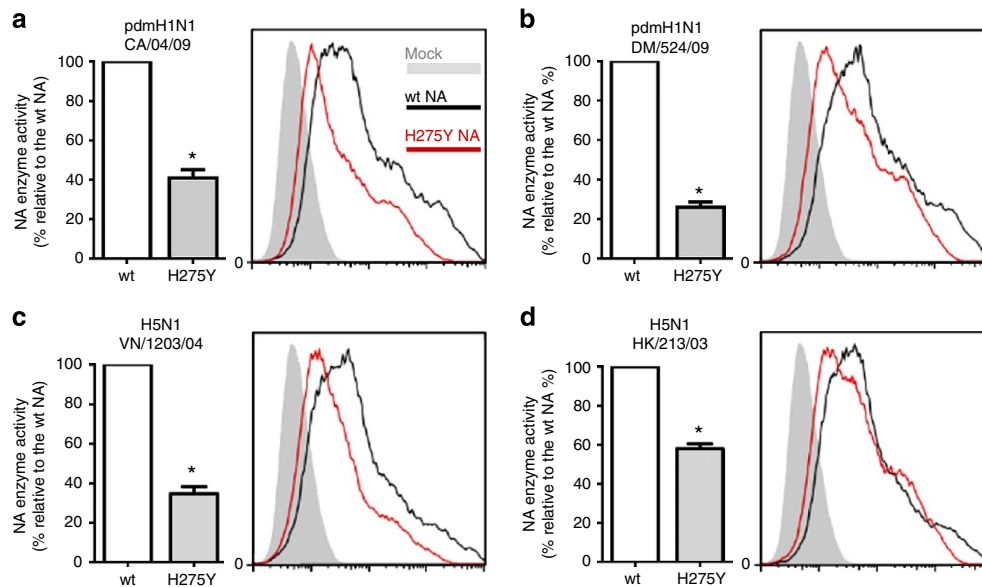 a
pdmH1N1
CA/04/09
NA enzyme activity
(% relative to the wt NA)
100
80
60
40
20
0
*
wt
H275Y
0
Mock
wt NA
H275Y NA
b
pdmH1N1
DM/524/09
NA enzyme activity
(% relative to the wt NA %)
100
80
60
40
20
0
*
wt
H275Y
0
c
H5N1
VN/1203/04
NA enzyme activity
(% relative to the wt NA)
100
80
60
40
20
0
*
wt
H275Y
0
d
H5N1
HK/213/03
NA enzyme activity
(% relative to the wt NA %)
100
80
60
40
20
0
*
wt
H275Y
0